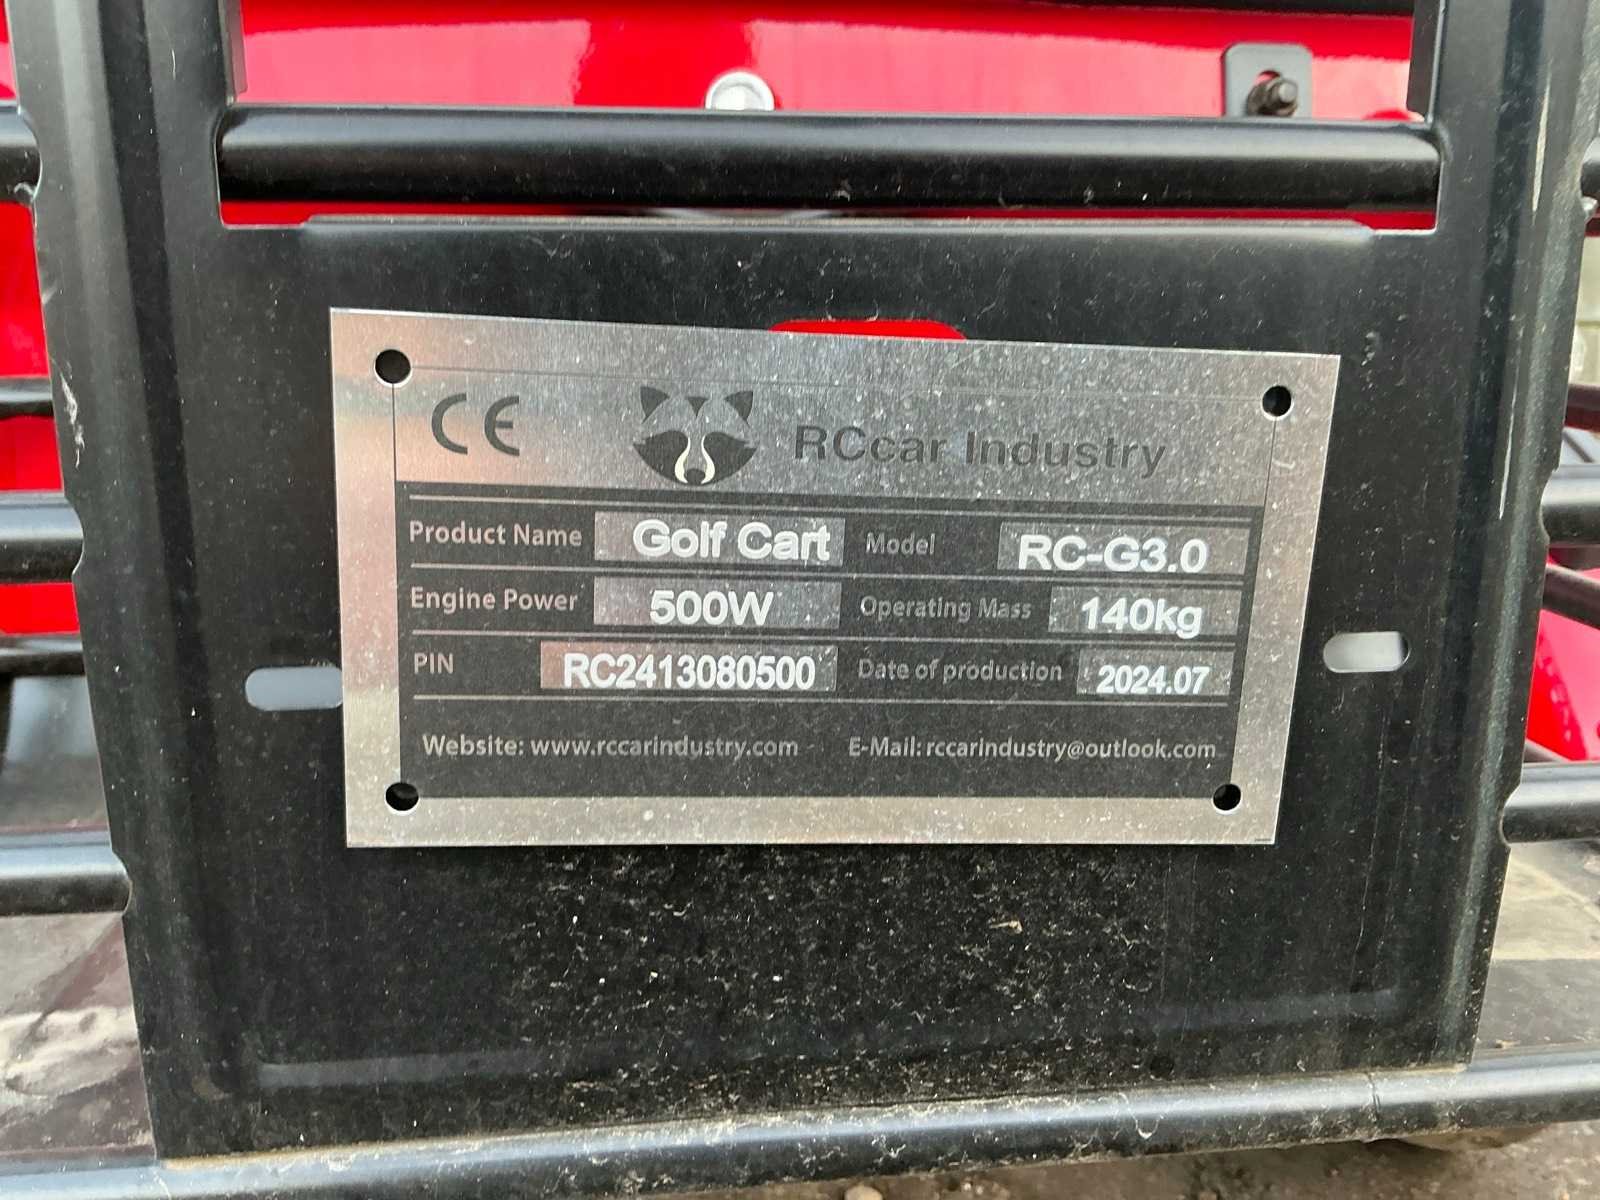 CE RCcar Industry
Product Name Golf Cart Model RC-G3.0
Engine Power 500W Operating Mass 140kg
PIN RC2413080500 Date of production 2024.07
Website: www.rccarindustry.com E-Mail: rccarindustry@outlook.com